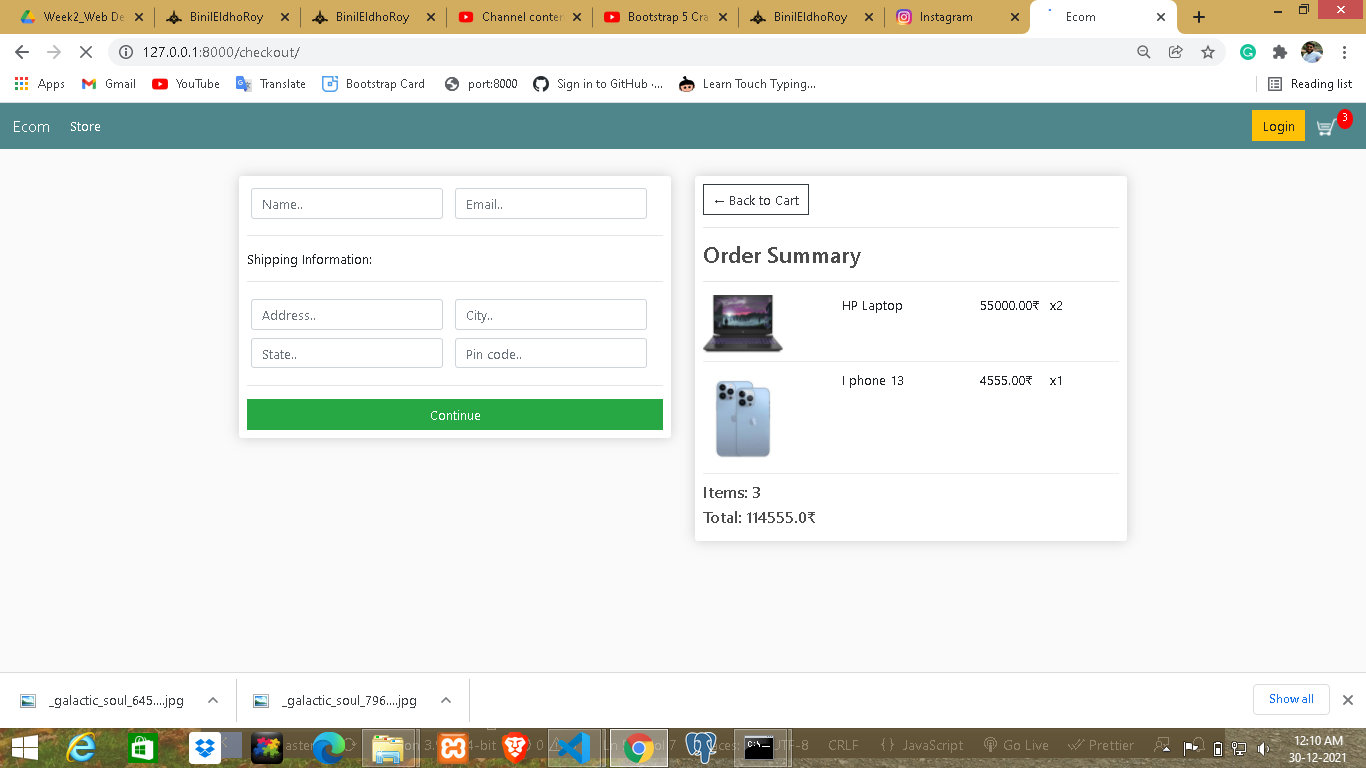 Week2_Web De
BinilEldhoRoy
BinilEldhoRoy
Channel conter
Bootstrap 5 Cra
BinilEldhoRoy
Instagram
Ecom
127.0.0.1:8000/checkout/
Apps
Gmail
YouTube
Translate
Bootstrap Card
port:8000
Sign in to GitHub ·...
Learn Touch Typing...
Reading list
Ecom
Store
Login
3
Name..
Email..
Shipping Information:
Address..
City..
State..
Pin code..
Continue
← Back to Cart
Order Summary
HP Laptop 55000.00₹ x2
I phone 13 4555.00₹ x1
Items: 3
Total: 114555.0₹
_galactic_soul_645....jpg
_galactic_soul_796....jpg
Show all
CRLF
{ } JavaScript
Go Live
Prettier
12:10 AM
30-12-2021